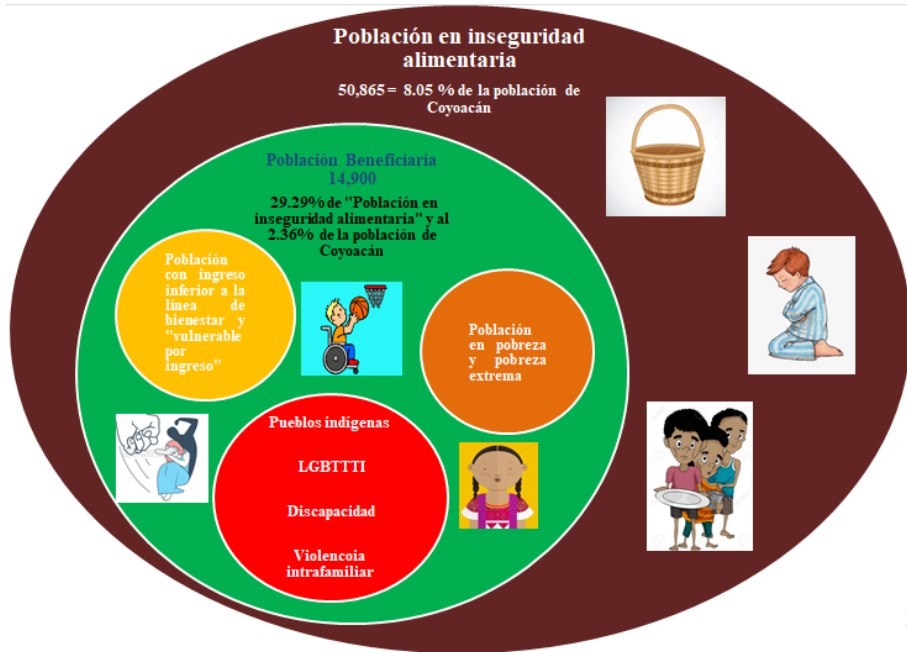 Población en inseguridad
alimentaria
50,865 = 8.05 % de la población de
Coyoacán
Población Beneficiaria
14,900
29.29% de "Población en
inseguridad alimentaria" y al
2.36% de la población de
Coyoacán
Población
con ingreso
inferior a la
línea de
bienestar y
"vulnerable
por
ingreso"
Población
en pobreza
y pobreza
extrema
Pueblos indígenas
LGBTTTI
Discapacidad
Violencoia
intrafamiliar